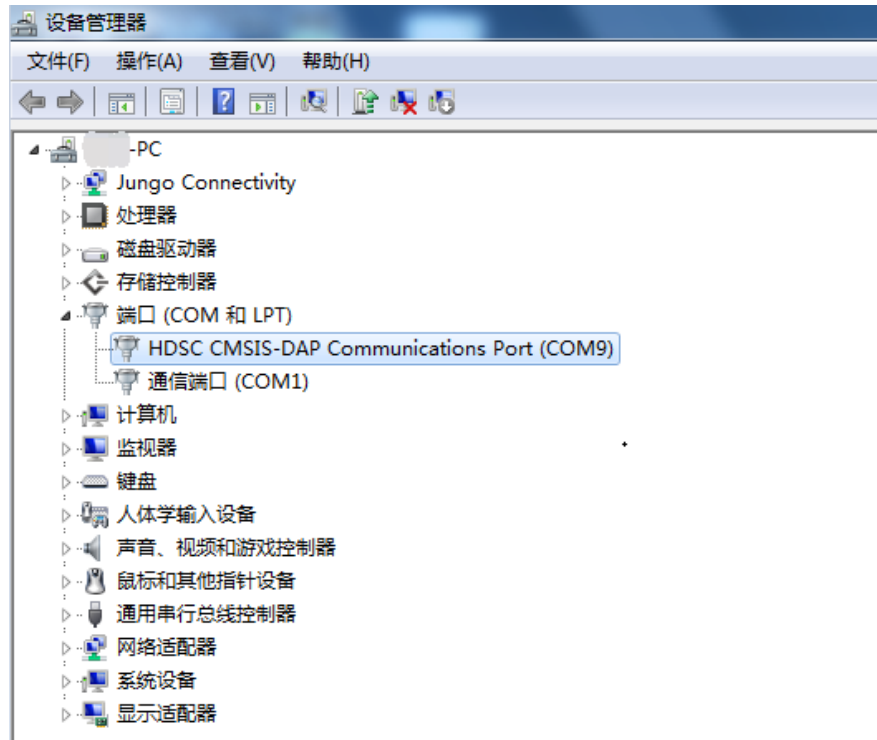 设备管理器
文件(F) 操作(A) 查看(V) 帮助(H)
-PC
Jungo Connectivity
处理器
磁盘驱动器
存储控制器
端口 (COM 和 LPT)
HDSC CMSIS-DAP Communications Port (COM9)
通信端口 (COM1)
计算机
监视器
键盘
人体学输入设备
声音、视频和游戏控制器
鼠标和其他指针设备
通用串行总线控制器
网络适配器
系统设备
显示适配器